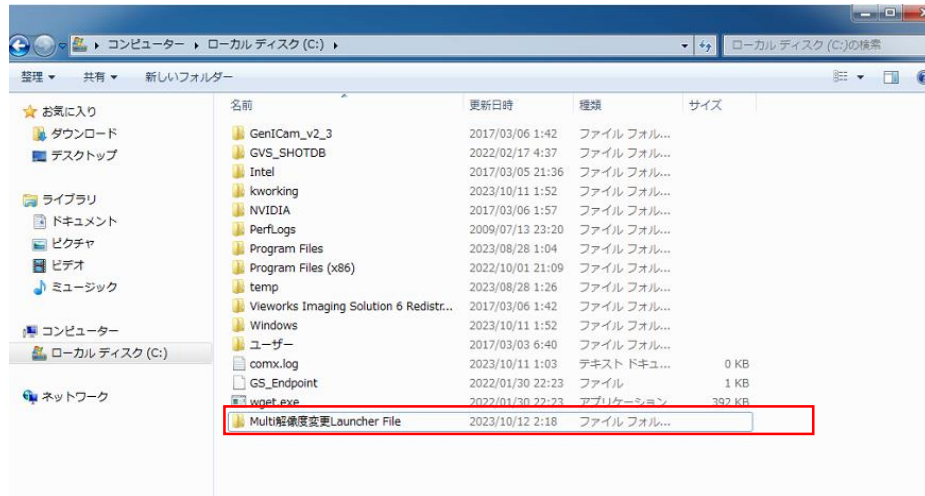 コンピューター ▸ ローカル ディスク (C:) ▸ ローカル ディスク (C:)の検索
整理 共有 新しいフォルダー
お気に入り
ダウンロード
デスクトップ
ライブラリ
ドキュメント
ピクチャ
ビデオ
ミュージック
コンピューター
ローカル ディスク (C:)
ネットワーク
名前 更新日時 種類 サイズ
GenICam_v2_3 2017/03/06 1:42 ファイル フォル...
GVS_SHOTDB 2022/02/17 4:37 ファイル フォル...
Intel 2017/03/05 21:36 ファイル フォル...
kworking 2023/10/11 1:52 ファイル フォル...
NVIDIA 2017/03/06 1:57 ファイル フォル...
PerfLogs 2009/07/13 23:20 ファイル フォル...
Program Files 2023/08/28 1:04 ファイル フォル...
Program Files (x86) 2022/10/01 21:09 ファイル フォル...
temp 2023/08/28 1:26 ファイル フォル...
Vieworks Imaging Solution 6 Redistr... 2017/03/06 1:42 ファイル フォル...
Windows 2023/10/11 1:52 ファイル フォル...
ユーザー 2017/03/03 6:40 ファイル フォル...
comx.log 2023/10/11 1:03 テキスト ドキュ... 0 KB
GS_Endpoint 2022/01/30 22:23 ファイル 1 KB
wget.exe 2022/01/30 22:23 アプリケーション 392 KB
Multi解像度変更Launcher File 2023/10/12 2:18 ファイル フォル...